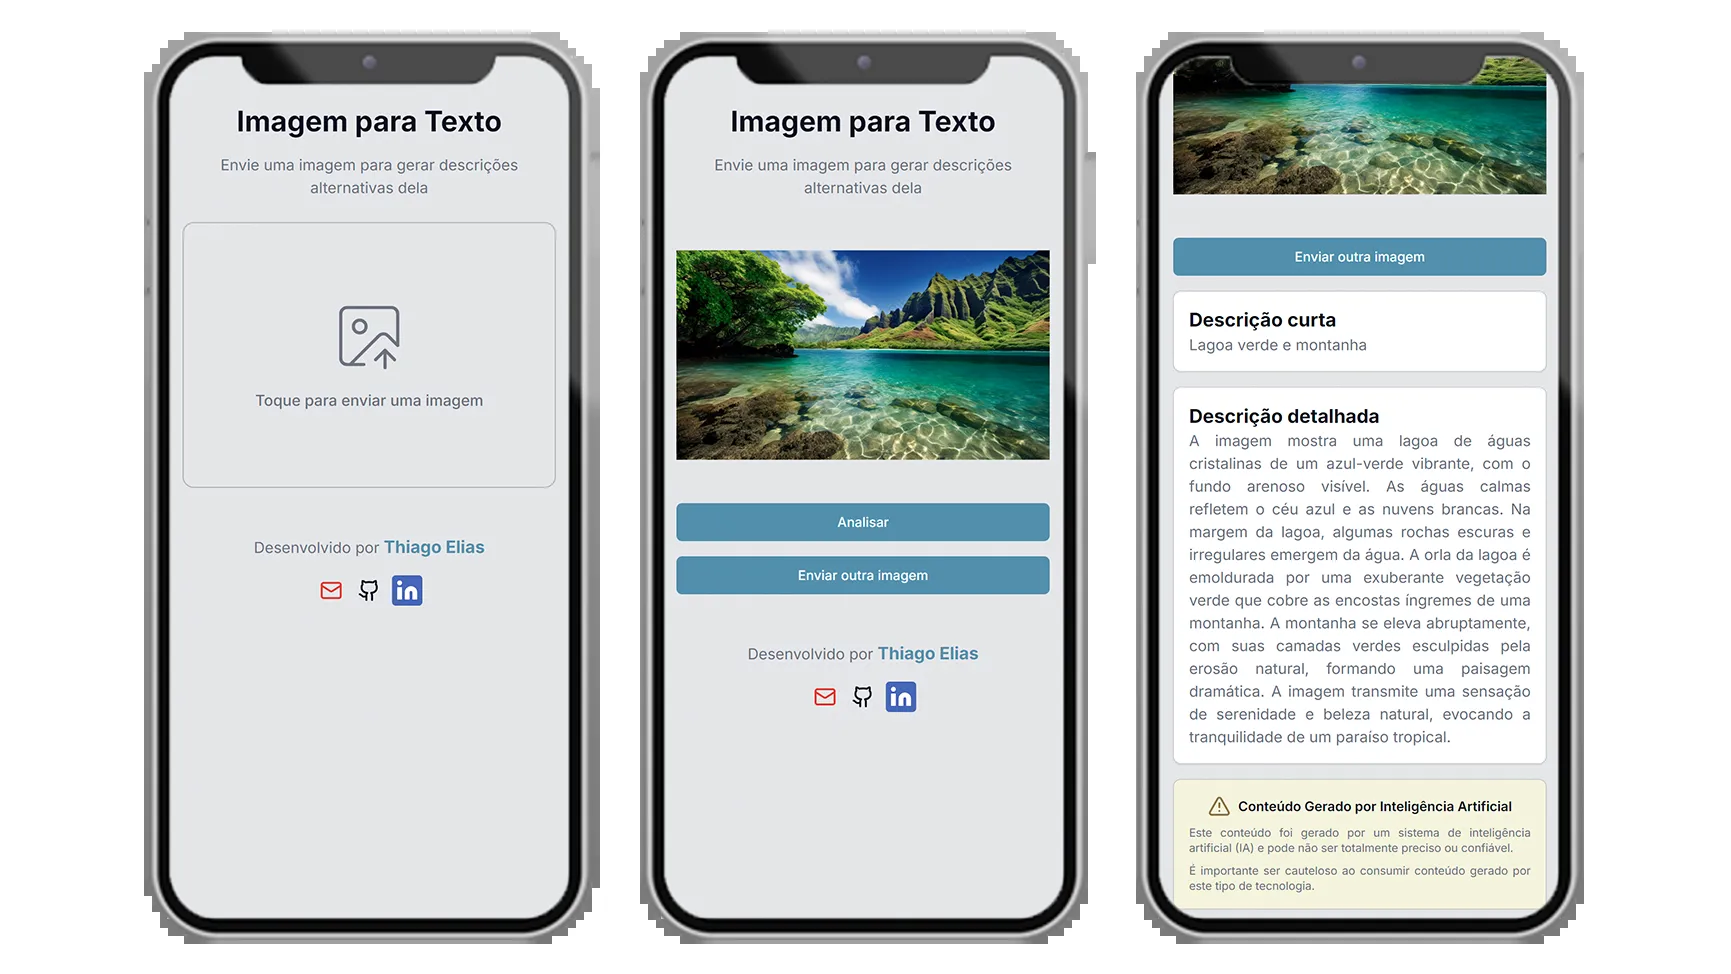 Imagem para Texto
Envie uma imagem para gerar descrições
alternativas dela
Toque para enviar uma imagem
Desenvolvido por Thiago Elias
in
Imagem para Texto
Envie uma imagem para gerar descrições
alternativas dela
Analisar
Enviar outra imagem
Desenvolvido por Thiago Elias
in
Enviar outra imagem
Descrição curta
Lagoa verde e montanha
Descrição detalhada
A imagem mostra uma lagoa de águas
cristalinas de um azul-verde vibrante, com o
fundo arenoso visível. As águas calmas
refletem o céu azul e as nuvens brancas. Na
margem da lagoa, algumas rochas escuras e
irregulares emergem da água. A orla da lagoa é
emoldurada por uma exuberante vegetação
verde que cobre as encostas íngremes de uma
montanha. A montanha se eleva abruptamente,
com suas camadas verdes esculpidas pela
erosão natural, formando uma paisagem
dramática. A imagem transmite uma sensação
de serenidade e beleza natural, evocando a
tranquilidade de um paraíso tropical.
Conteúdo Gerado por Inteligência Artificial
Este conteúdo foi gerado por um sistema de inteligência
artificial (IA) e pode não ser totalmente preciso ou confiável.
É importante ser cauteloso ao consumir conteúdo gerado por
este tipo de tecnologia.